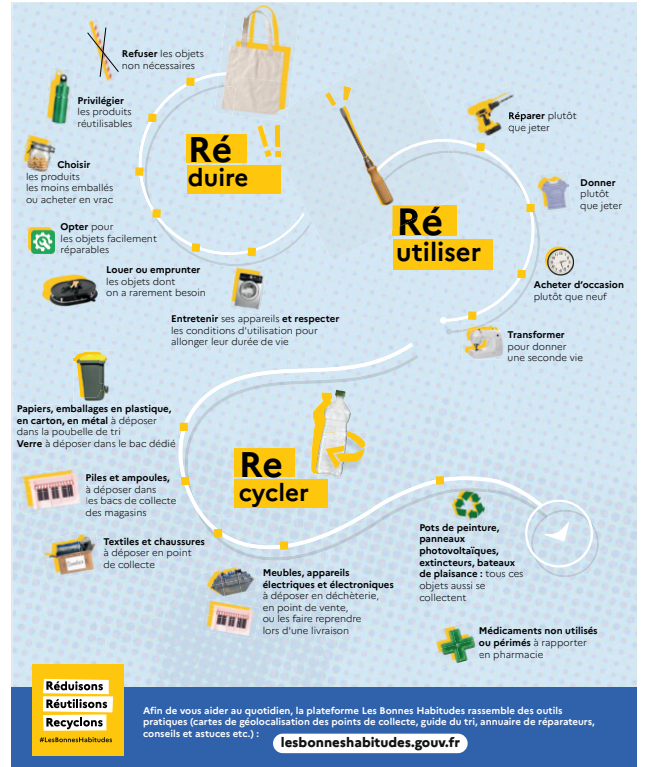 Refuser les objets
non nécessaires
Privilégier
les produits
réutilisables
Choisir
les produits
les moins emballés
ou acheter en vrac
Opter pour
les objets facilement
réparables
Louer ou emprunter
les objets dont
on a rarement besoin
Entretenir ses appareils et respecter
les conditions d'utilisation pour
allonger leur durée de vie
Ré
duire
!!
Ré
utiliser
Réparer plutôt
que jeter
Donner
plutôt
que jeter
Acheter d'occasion
plutôt que neuf
Transformer
pour donner
une seconde vie
Re
cycler
Papiers, emballages en plastique,
en carton, en métal à déposer
dans la poubelle de tri
Verre à déposer dans le bac dédié
Piles et ampoules,
à déposer dans
les bacs de collecte
des magasins
Textiles et chaussures
à déposer en point
de collecte
Meubles, appareils
électriques et électroniques
à déposer en déchèterie,
en point de vente,
ou les faire reprendre
lors d'une livraison
Pots de peinture,
panneaux
photovoltaïques,
extincteurs, bateaux
de plaisance : tous ces
objets aussi se
collectent
Médicaments non utilisés
ou périmés à rapporter
en pharmacie
Réduisons
Réutilisons
Recyclons
#LesBonnesHabitudes
Afin de vous aider au quotidien, la plateforme Les Bonnes Habitudes rassemble des outils
pratiques (cartes de géolocalisation des points de collecte, guide du tri, annuaire de réparateurs,
conseils et astuces etc.) :
lesbonneshabitudes.gouv.fr